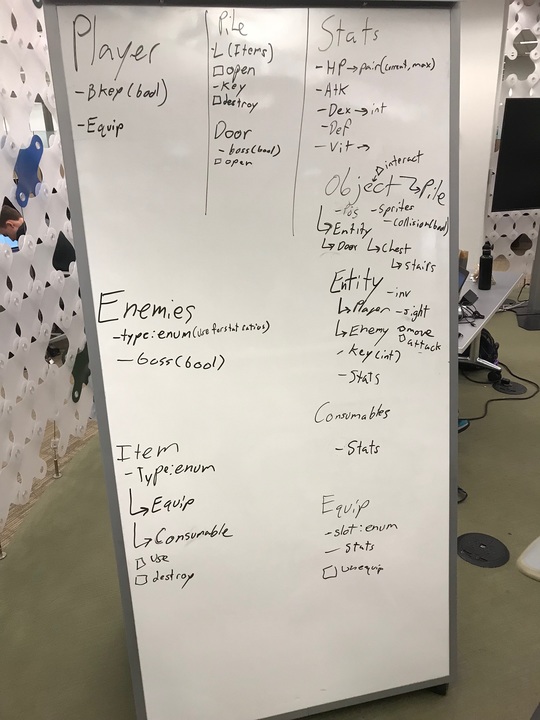 Player
- Bkey (bool)
- Equip
Pile
- L (Items)
□ open
- Key
□ destroy
Door
- boss (bool)
□ open
Stats
- HP → pair (current, max)
- Atk
- Dex → int
- Def
- Vit →
□ interact
Object ↳ Pile
- Pos - Sprites
- collision (bool)
↳ Entity
↳ Door ↳ Chest
↳ Stairs
Entity
- inv
↳ Player - sight
↳ Enemy □ move
□ attack
- Key (int)
- Stats
Enemies
- type: enum (use for stat ratios)
- boss (bool)
Consumables
- Stats
Item
- Type: enum
↳ Equip
↳ Consumable
□ use
□ destroy
Equip
- slot: enum
- Stats
□ unequip